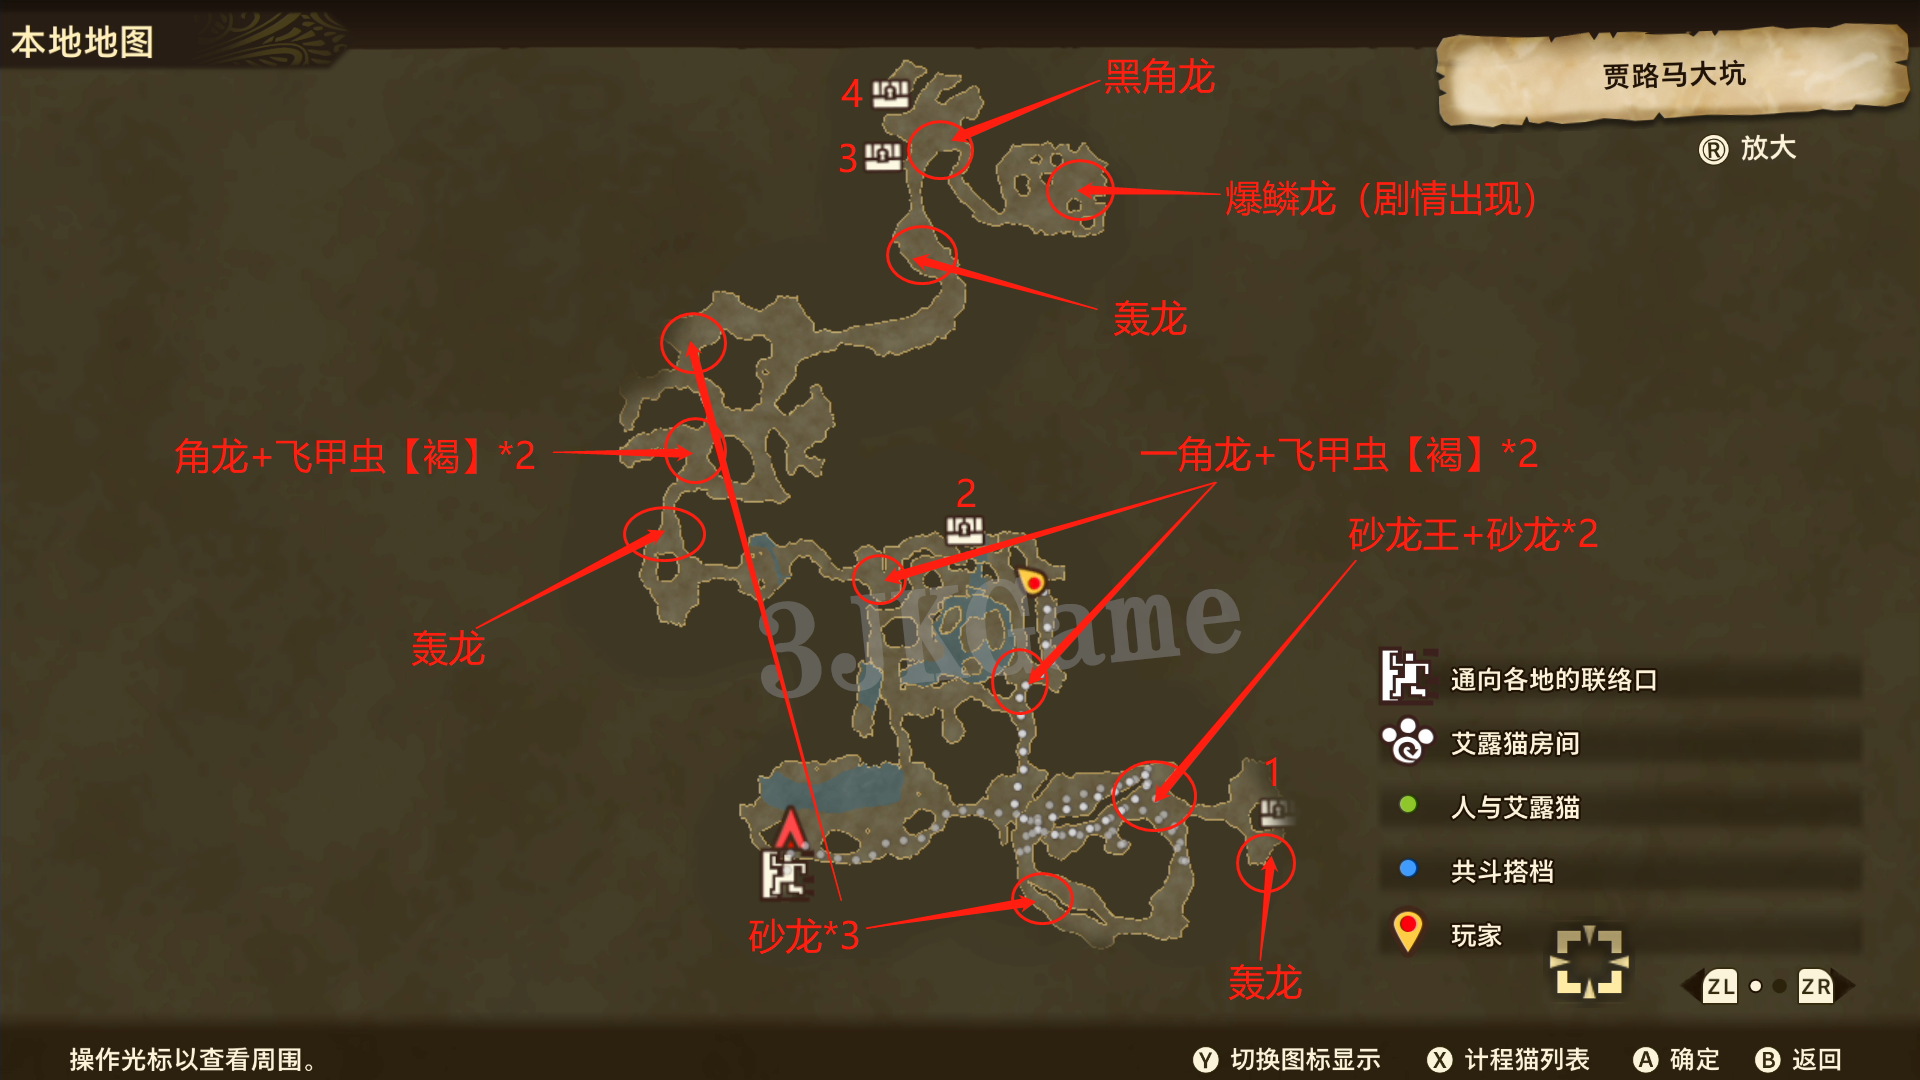 本地地图
贾路马大坑
R 放大
黑角龙
4
3
爆鳞龙（剧情出现）
轰龙
角龙+飞甲虫【褐】*2
一角龙+飞甲虫【褐】*2
2
砂龙王+砂龙*2
3JKGame
轰龙
通向各地的联络口
艾露猫房间
1
人与艾露猫
共斗搭档
玩家
砂龙*3
轰龙
ZL ZR
操作光标以查看周围。
Y 切换图标显示 X 计程猫列表 A 确定 B 返回